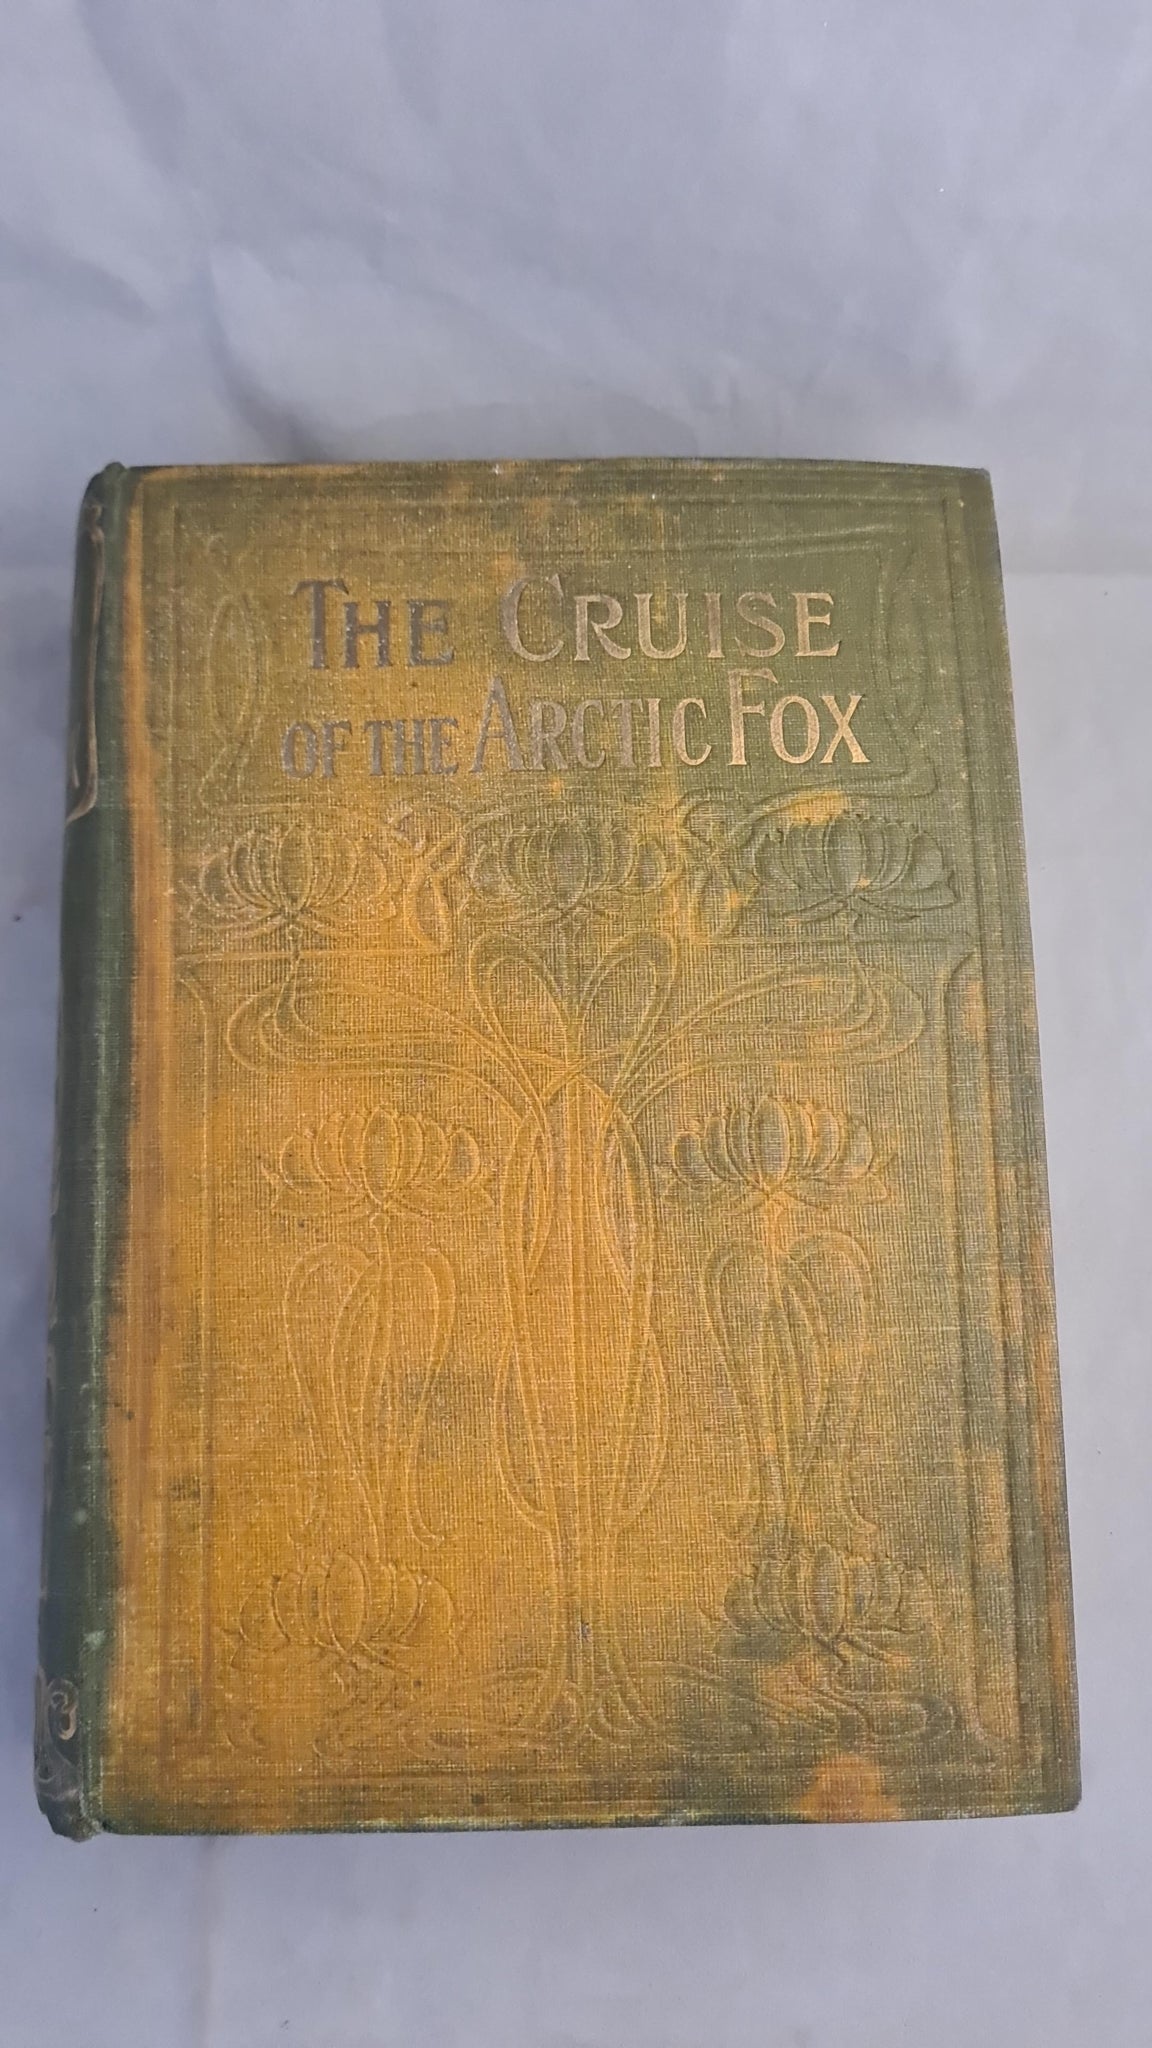 THE CRUISE
OF THE ARCTIC FOX